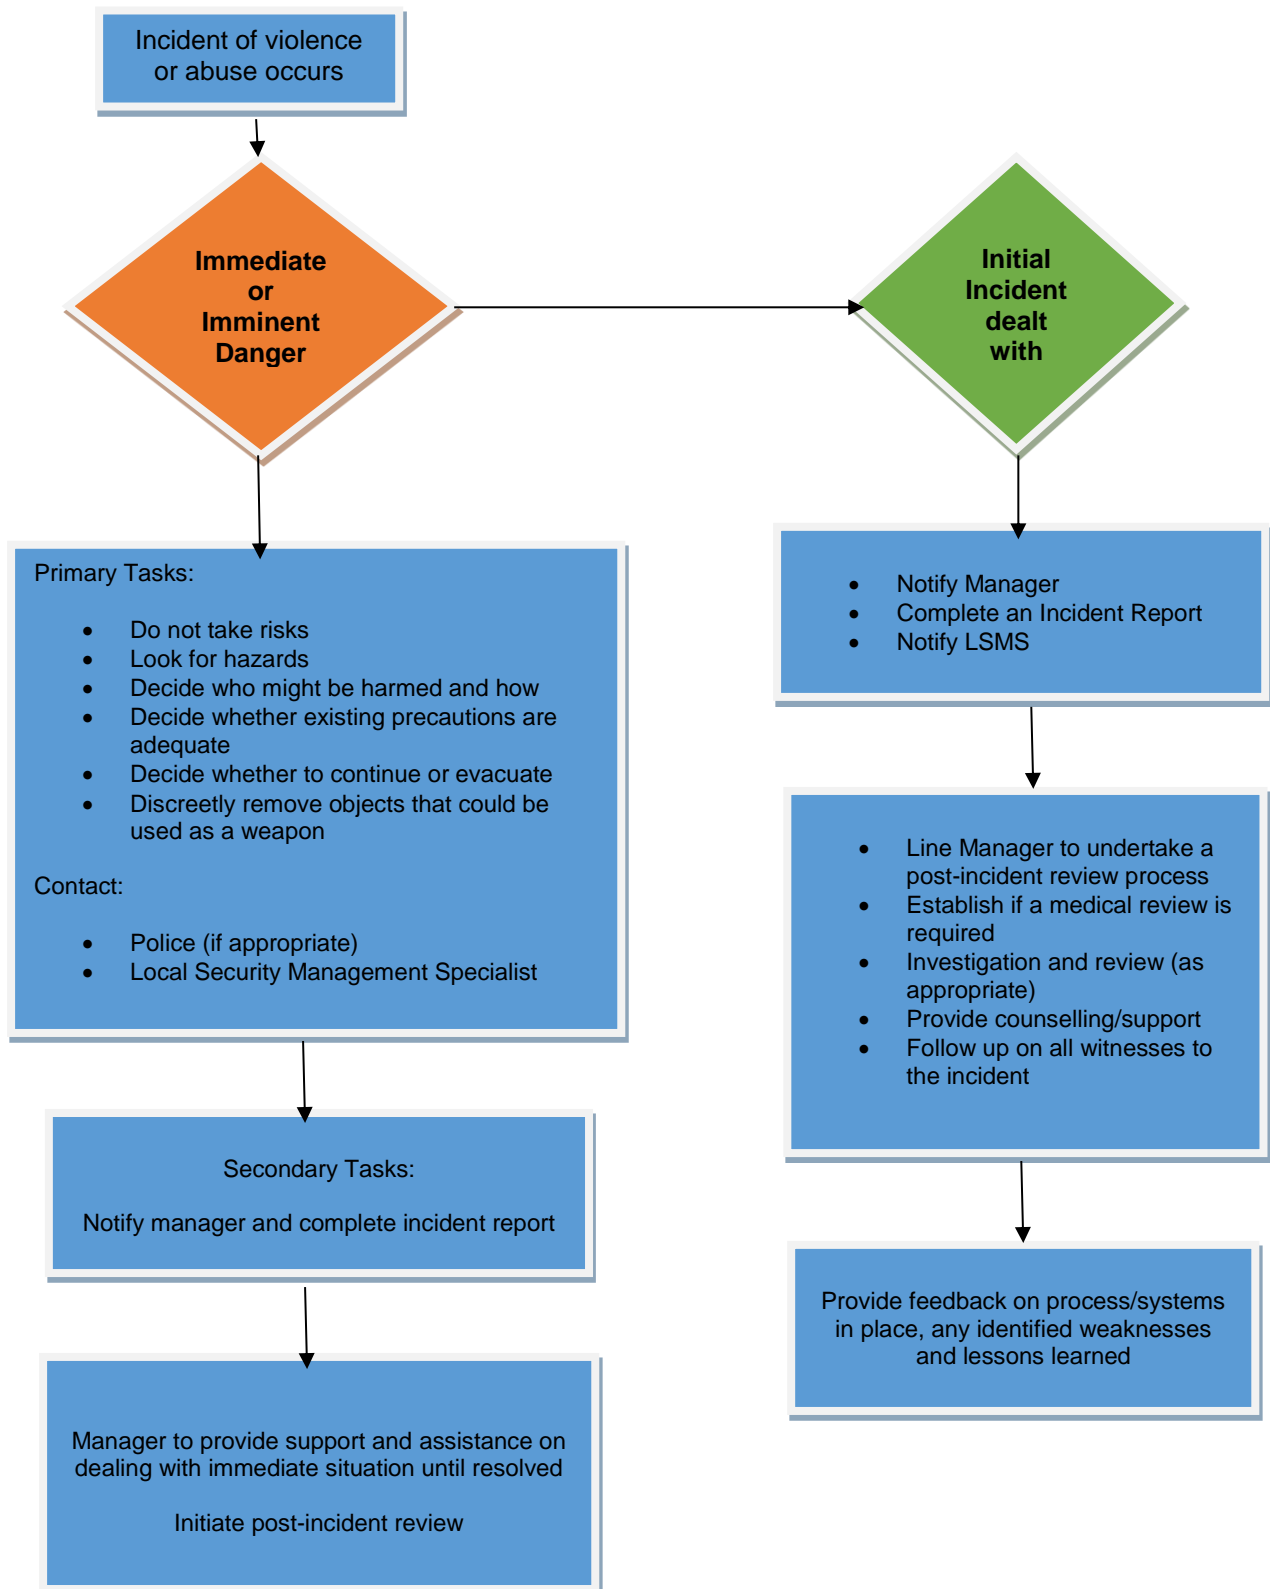 Incident of violence
or abuse occurs
Immediate
or
Imminent
Danger
Initial
Incident
dealt
with
Primary Tasks:
• Do not take risks
• Look for hazards
• Decide who might be harmed and how
• Decide whether existing precautions are
adequate
• Decide whether to continue or evacuate
• Discreetly remove objects that could be
used as a weapon
Contact:
• Police (if appropriate)
• Local Security Management Specialist
Secondary Tasks:
Notify manager and complete incident report
Manager to provide support and assistance on
dealing with immediate situation until resolved
Initiate post-incident review
• Notify Manager
• Complete an Incident Report
• Notify LSMS
• Line Manager to undertake a
post-incident review process
• Establish if a medical review is
required
• Investigation and review (as
appropriate)
• Provide counselling/support
• Follow up on all witnesses to
the incident
Provide feedback on process/systems
in place, any identified weaknesses
and lessons learned